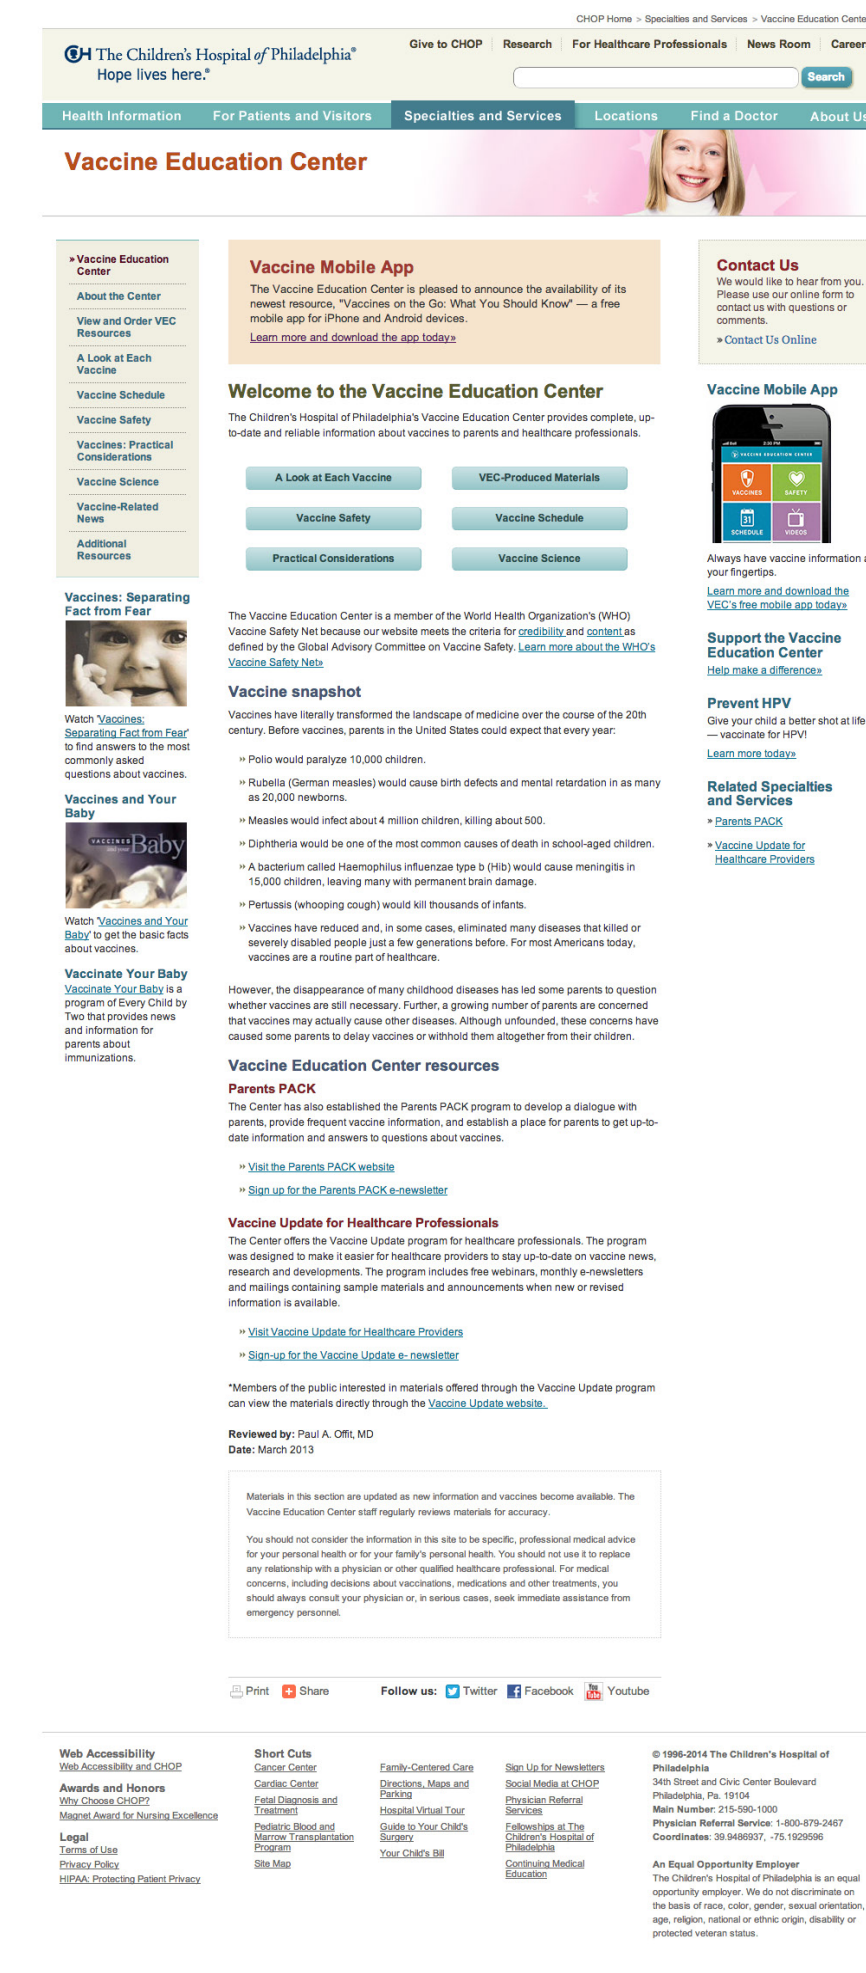 CHOP Home > Specialties and Services > Vaccine Education Cente
CH The Children's Hospital of Philadelphia®
Hope lives here.®
Give to CHOP
Research
For Healthcare Professionals
News Room
Career
Search
Health Information
For Patients and Visitors
Specialties and Services
Locations
Find a Doctor
About Us
Vaccine Education Center
» Vaccine Education
Center
About the Center
View and Order VEC
Resources
A Look at Each
Vaccine
Vaccine Schedule
Vaccine Safety
Vaccines: Practical
Considerations
Vaccine Science
Vaccine-Related
News
Additional
Resources
Vaccines: Separating
Fact from Fear
Watch 'Vaccines:
Separating Fact from Fear'
to find answers to the most
commonly asked
questions about vaccines.
Vaccines and Your
Baby
VACCINES
and your
Baby
Watch 'Vaccines and Your
Baby' to get the basic facts
about vaccines.
Vaccinate Your Baby
Vaccinate Your Baby is a
program of Every Child by
Two that provides news
and information for
parents about
immunizations.
Vaccine Mobile App
The Vaccine Education Center is pleased to announce the availability of its
newest resource, "Vaccines on the Go: What You Should Know" — a free
mobile app for iPhone and Android devices.
Learn more and download the app today»
Welcome to the Vaccine Education Center
The Children's Hospital of Philadelphia's Vaccine Education Center provides complete, up-
to-date and reliable information about vaccines to parents and healthcare professionals.
A Look at Each Vaccine
VEC-Produced Materials
Vaccine Safety
Vaccine Schedule
Practical Considerations
Vaccine Science
The Vaccine Education Center is a member of the World Health Organization's (WHO)
Vaccine Safety Net because our website meets the criteria for credibility and content as
defined by the Global Advisory Committee on Vaccine Safety. Learn more about the WHO's
Vaccine Safety Net»
Vaccine snapshot
Vaccines have literally transformed the landscape of medicine over the course of the 20th
century. Before vaccines, parents in the United States could expect that every year:
» Polio would paralyze 10,000 children.
» Rubella (German measles) would cause birth defects and mental retardation in as many
as 20,000 newborns.
» Measles would infect about 4 million children, killing about 500.
» Diphtheria would be one of the most common causes of death in school-aged children.
» A bacterium called Haemophilus influenzae type b (Hib) would cause meningitis in
15,000 children, leaving many with permanent brain damage.
» Pertussis (whooping cough) would kill thousands of infants.
» Vaccines have reduced and, in some cases, eliminated many diseases that killed or
severely disabled people just a few generations before. For most Americans today,
vaccines are a routine part of healthcare.
However, the disappearance of many childhood diseases has led some parents to question
whether vaccines are still necessary. Further, a growing number of parents are concerned
that vaccines may actually cause other diseases. Although unfounded, these concerns have
caused some parents to delay vaccines or withhold them altogether from their children.
Vaccine Education Center resources
Parents PACK
The Center has also established the Parents PACK program to develop a dialogue with
parents, provide frequent vaccine information, and establish a place for parents to get up-to-
date information and answers to questions about vaccines.
» Visit the Parents PACK website
» Sign up for the Parents PACK e-newsletter
Vaccine Update for Healthcare Professionals
The Center offers the Vaccine Update program for healthcare professionals. The program
was designed to make it easier for healthcare providers to stay up-to-date on vaccine news,
research and developments. The program includes free webinars, monthly e-newsletters
and mailings containing sample materials and announcements when new or revised
information is available.
» Visit Vaccine Update for Healthcare Providers
» Sign-up for the Vaccine Update e- newsletter
*Members of the public interested in materials offered through the Vaccine Update program
can view the materials directly through the Vaccine Update website.
Reviewed by: Paul A. Offit, MD
Date: March 2013
Materials in this section are updated as new information and vaccines become available. The
Vaccine Education Center staff regularly reviews materials for accuracy.
You should not consider the information in this site to be specific, professional medical advice
for your personal health or for your family's personal health. You should not use it to replace
any relationship with a physician or other qualified healthcare professional. For medical
concerns, including decisions about vaccinations, medications and other treatments, you
should always consult your physician or, in serious cases, seek immediate assistance from
emergency personnel.
Print
Share
Follow us:
Twitter
Facebook
You Tube
Youtube
Contact Us
We would like to hear from you.
Please use our online form to
contact us with questions or
comments.
» Contact Us Online
Vaccine Mobile App
2:30 PM
VACCINE EDUCATION CENTER
VACCINES
SAFETY
31
SCHEDULE
VIDEOS
Always have vaccine information a
your fingertips.
Learn more and download the
VEC's free mobile app today»
Support the Vaccine
Education Center
Help make a difference»
Prevent HPV
Give your child a better shot at life
— vaccinate for HPV!
Learn more today»
Related Specialties
and Services
» Parents PACK
» Vaccine Update for
Healthcare Providers
Web Accessibility
Web Accessibility and CHOP
Awards and Honors
Why Choose CHOP?
Magnet Award for Nursing Excellence
Legal
Terms of Use
Privacy Policy
HIPAA: Protecting Patient Privacy
Short Cuts
Cancer Center
Cardiac Center
Fetal Diagnosis and
Treatment
Pediatric Blood and
Marrow Transplantation
Program
Site Map
Family-Centered Care
Directions, Maps and
Parking
Hospital Virtual Tour
Guide to Your Child's
Surgery
Your Child's Bill
Sign Up for Newsletters
Social Media at CHOP
Physician Referral
Services
Fellowships at The
Children's Hospital of
Philadelphia
Continuing Medical
Education
© 1996-2014 The Children's Hospital of
Philadelphia
34th Street and Civic Center Boulevard
Philadelphia, Pa. 19104
Main Number: 215-590-1000
Physician Referral Service: 1-800-879-2467
Coordinates: 39.9486937, -75.1929596
An Equal Opportunity Employer
The Children's Hospital of Philadelphia is an equal
opportunity employer. We do not discriminate on
the basis of race, color, gender, sexual orientation,
age, religion, national or ethnic origin, disability or
protected veteran status.